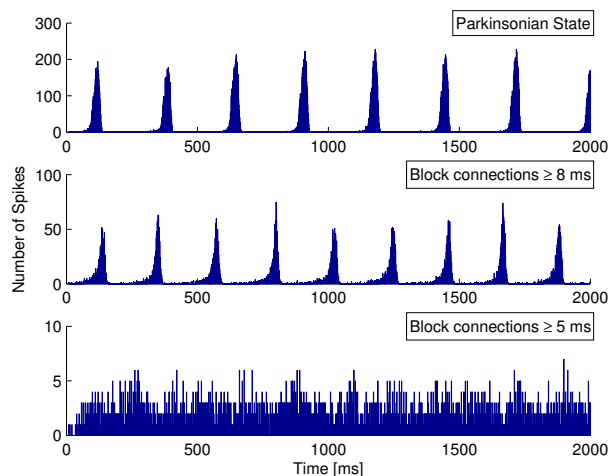 Parkinsonian State
300
200
100
0
0 500 1000 1500 2000
Block connections ≥ 8 ms
100
50
0
0 500 1000 1500 2000
Number of Spikes
Block connections ≥ 5 ms
10
5
0
0 500 1000 1500 2000
Time [ms]